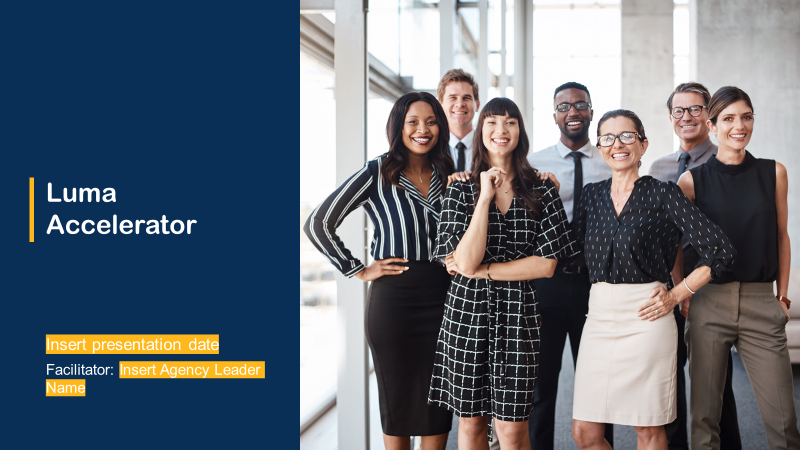 Luma
Accelerator
Insert presentation date
Facilitator: Insert Agency Leader
Name